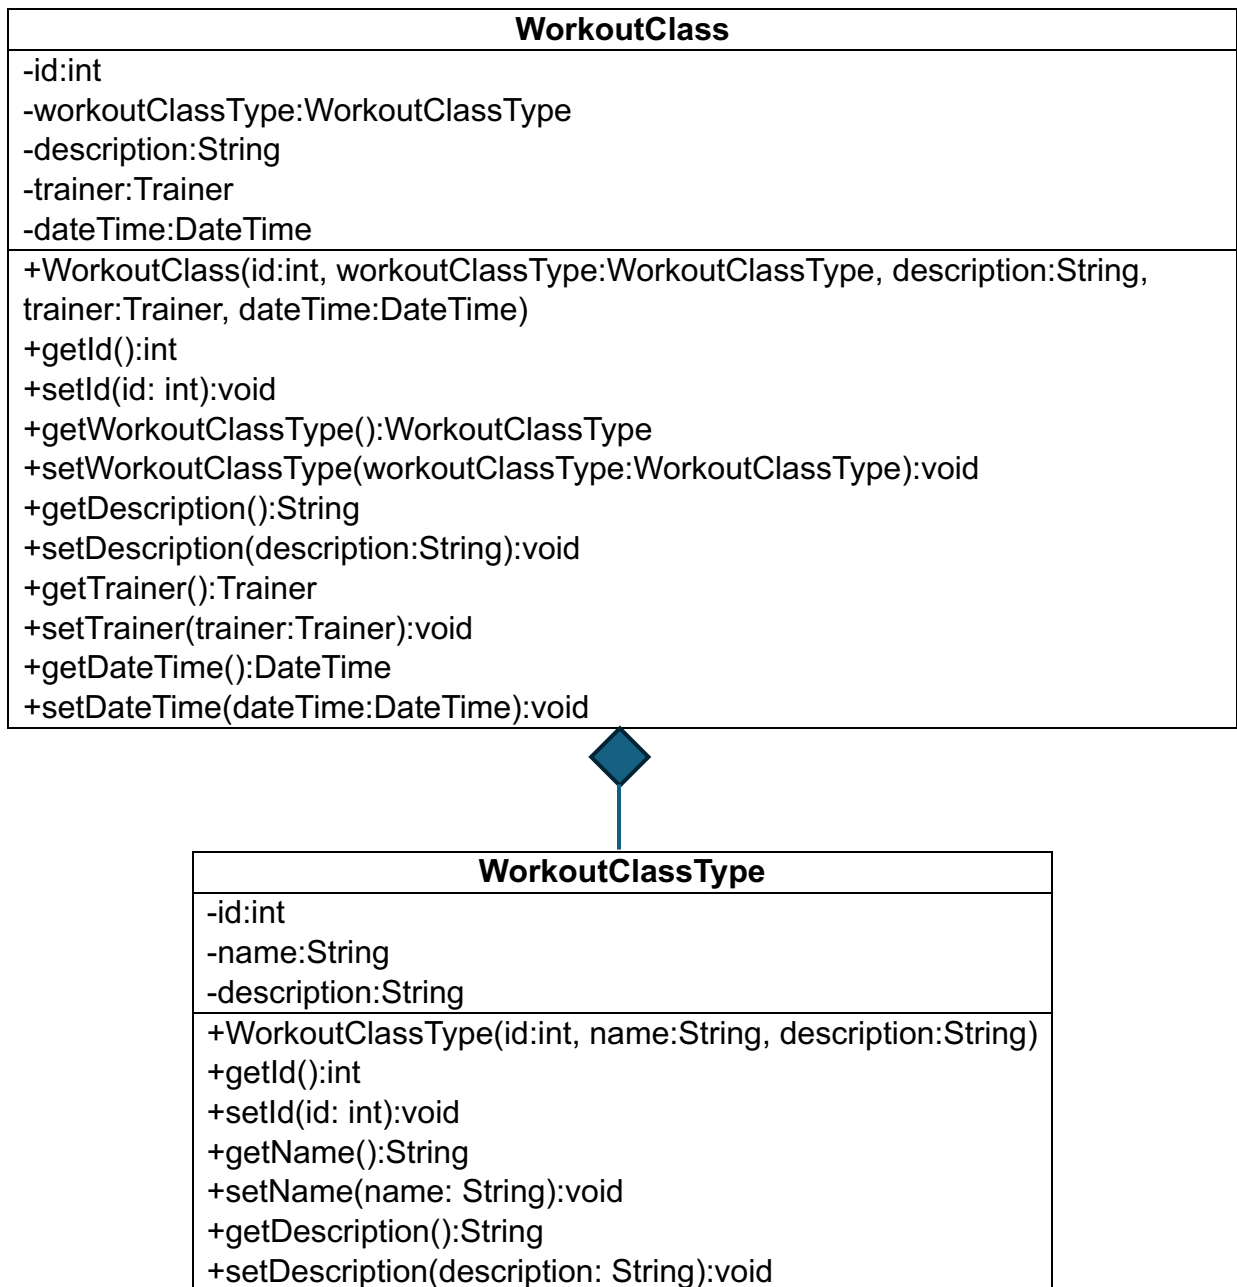 WorkoutClass
-id:int
-workoutClassType:WorkoutClassType
-description:String
-trainer:Trainer
-dateTime:DateTime
+WorkoutClass(id:int, workoutClassType:WorkoutClassType, description:String,
trainer:Trainer, dateTime:DateTime)
+getId():int
+setId(id: int):void
+getWorkoutClassType():WorkoutClassType
+setWorkoutClassType(workoutClassType:WorkoutClassType):void
+getDescription():String
+setDescription(description:String):void
+getTrainer():Trainer
+setTrainer(trainer:Trainer):void
+getDateTime():DateTime
+setDateTime(dateTime:DateTime):void
WorkoutClassType
-id:int
-name:String
-description:String
+WorkoutClassType(id:int, name:String, description:String)
+getId():int
+setId(id: int):void
+getName():String
+setName(name: String):void
+getDescription():String
+setDescription(description: String):void